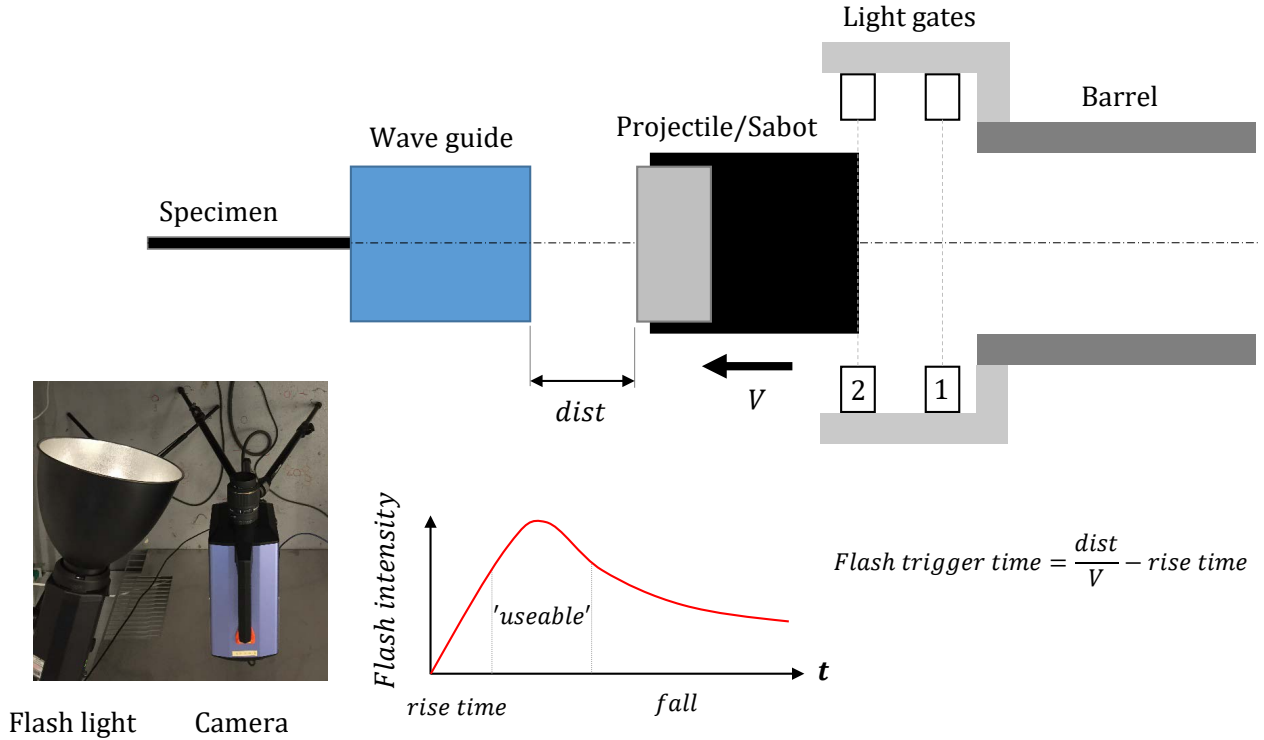 Light gates
Barrel
Projectile/Sabot
Wave guide
Specimen
2
1
V
dist
Flash intensity
'useable'
t
rise time
fall
Flash trigger time = dist/V − rise time
Flash light
Camera